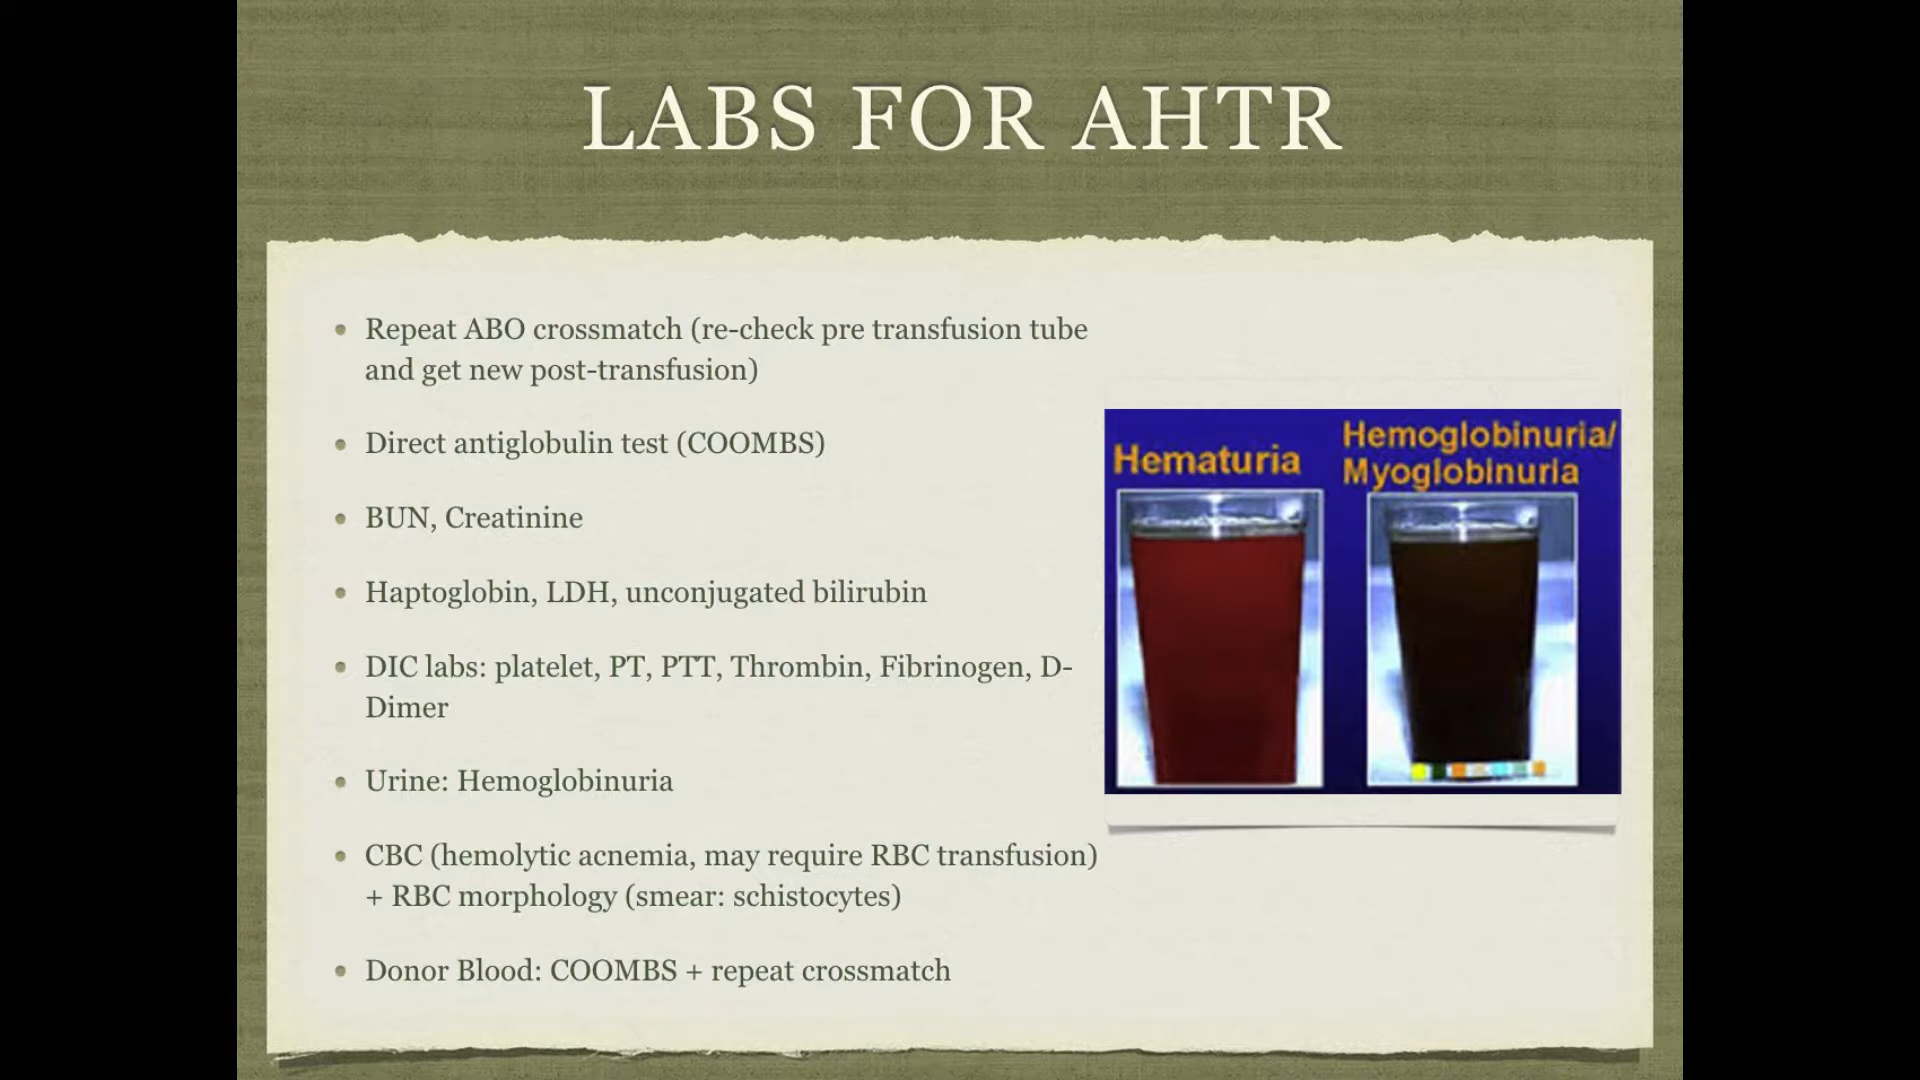 LABS FOR AHTR
• Repeat ABO crossmatch (re-check pre transfusion tube
and get new post-transfusion)
• Direct antiglobulin test (COOMBS)
• BUN, Creatinine
• Haptoglobin, LDH, unconjugated bilirubin
• DIC labs: platelet, PT, PTT, Thrombin, Fibrinogen, D-
Dimer
• Urine: Hemoglobinuria
• CBC (hemolytic acnemia, may require RBC transfusion)
+ RBC morphology (smear: schistocytes)
• Donor Blood: COOMBS + repeat crossmatch
Hematuria
Hemoglobinuria/
Myoglobinuria